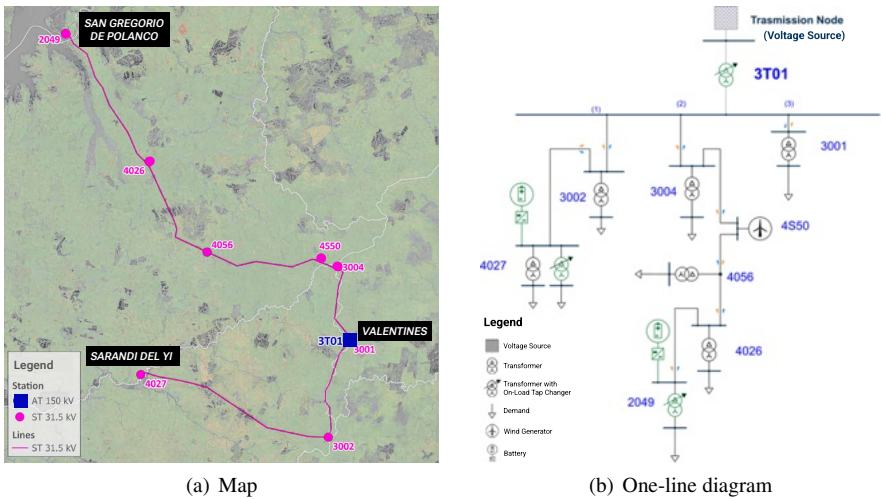 SAN GREGORIO
DE POLANCO
2049
4026
4056
4550
3004
3T01
VALENTINES
3001
SARANDI DEL YI
4027
3002
Legend
Station
AT 150 kV
ST 31.5 kV
Lines
ST 31.5 kV
(a) Map
Trasmission Node
(Voltage Source)
3T01
(1)
(2)
(3)
3001
3002
3004
4S50
4027
4056
4026
2049
Legend
Voltage Source
Transformer
Transformer with
On-Load Tap Changer
Demand
Wind Generator
Battery
(b) One-line diagram